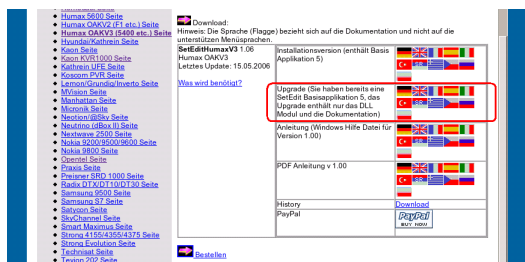 Humax 5600 Seite
Humax OAKV2 (F1 etc.) Seite
Humax OAKV3 (5400 etc.) Seite
Hyundai/Kathrein Seite
Kaon Seite
Kaon KVR1000 Seite
Kathrein UFE Seite
Koscom PVR Seite
Lemon/Grundig/Inverto Seite
MVision Seite
Manhattan Seite
Micronik Seite
Neotion/@Sky Seite
Neutrino (dBox II) Seite
Nextwave 2500 Seite
Nokia 9200/9500/9600 Seite
Nokia 9800 Seite
Opentel Seite
Praxis Seite
Preisner SRD 1000 Seite
Radix DTX/DT10/DT30 Seite
Samsung 9500 Seite
Samsung S7 Seite
Satycon Seite
SkyChannel Seite
Smart Maximus Seite
Strong 4155/4355/4375 Seite
Strong Evolution Seite
Technisat Seite
Tevion 202 Seite
Download:
Hinweis: Die Sprache (Flagge) bezieht sich auf die Dokumentation und nicht auf die
unterstützen Menüsprachen.
SetEditHumaxV3 1.06
Humax OAKV3
Letztes Update: 15.05.2006
Was wird benötigt?
Installationsversion (enthält Basis
Applikation 5)
Upgrade (Sie haben bereits eine
SetEdit Basisapplikation 5, das
Upgrade enthält nur das DLL
Modul und die Dokumentation)
Anleitung (Windows Hilfe Datei für
Version 1.00)
PDF Anleitung v 1.00
History
Download
PayPal
PayPal
BUY NOW
Bestellen